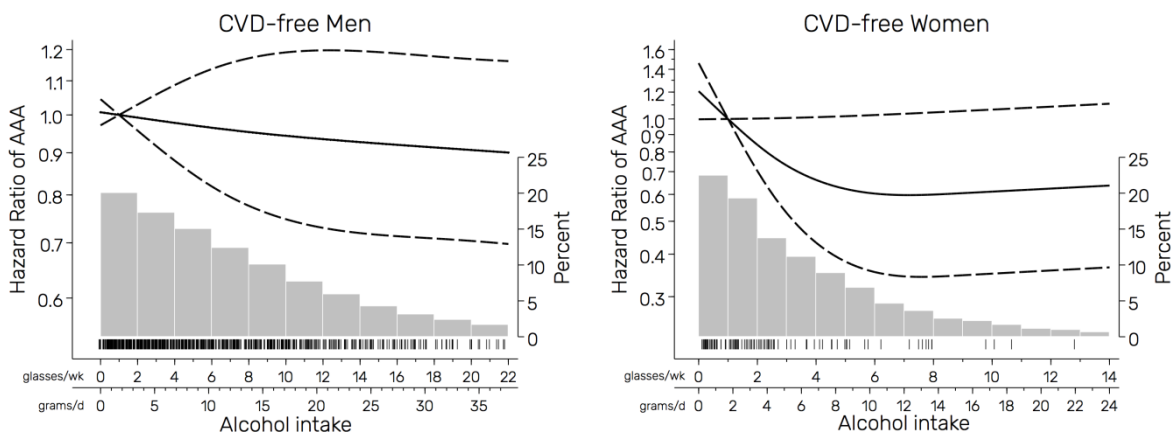 CVD-free Men
Hazard Ratio of AAA
1.2
1.1
1.0
0.9
0.8
0.7
0.6
25
20
15
10
5
0
Percent
glasses/wk
0 2 4 6 8 10 12 14 16 18 20 22
grams/d
0 5 10 15 20 25 30 35
Alcohol intake
CVD-free Women
Hazard Ratio of AAA
1.6
1.4
1.2
1.0
0.9
0.8
0.7
0.6
0.5
0.4
0.3
25
20
15
10
5
0
Percent
glasses/wk
0 2 4 6 8 10 12 14
grams/d
0 2 4 6 8 10 12 14 16 18 20 22 24
Alcohol intake